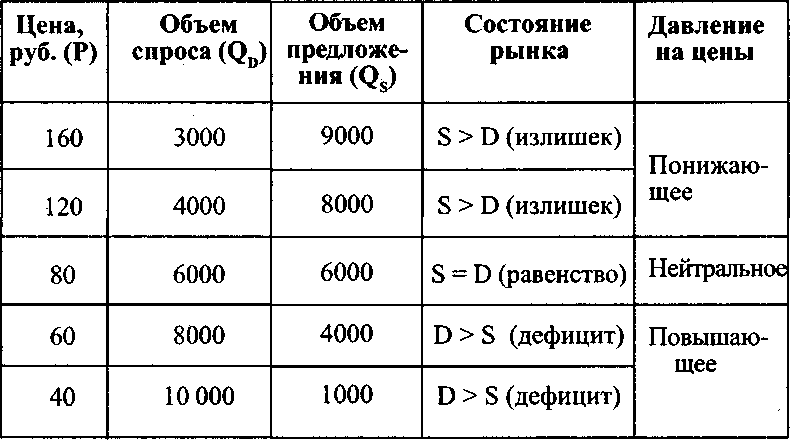 Цена, руб. (P) | Объем спроса (QD) | Объем предложе-ния (QS) | Состояние рынка | Давление на цены
160 | 3000 | 9000 | S > D (излишек) | Понижаю-щее
120 | 4000 | 8000 | S > D (излишек)
80 | 6000 | 6000 | S = D (равенство) | Нейтральное
60 | 8000 | 4000 | D > S (дефицит) | Повышаю-щее
40 | 10 000 | 1000 | D > S (дефицит)